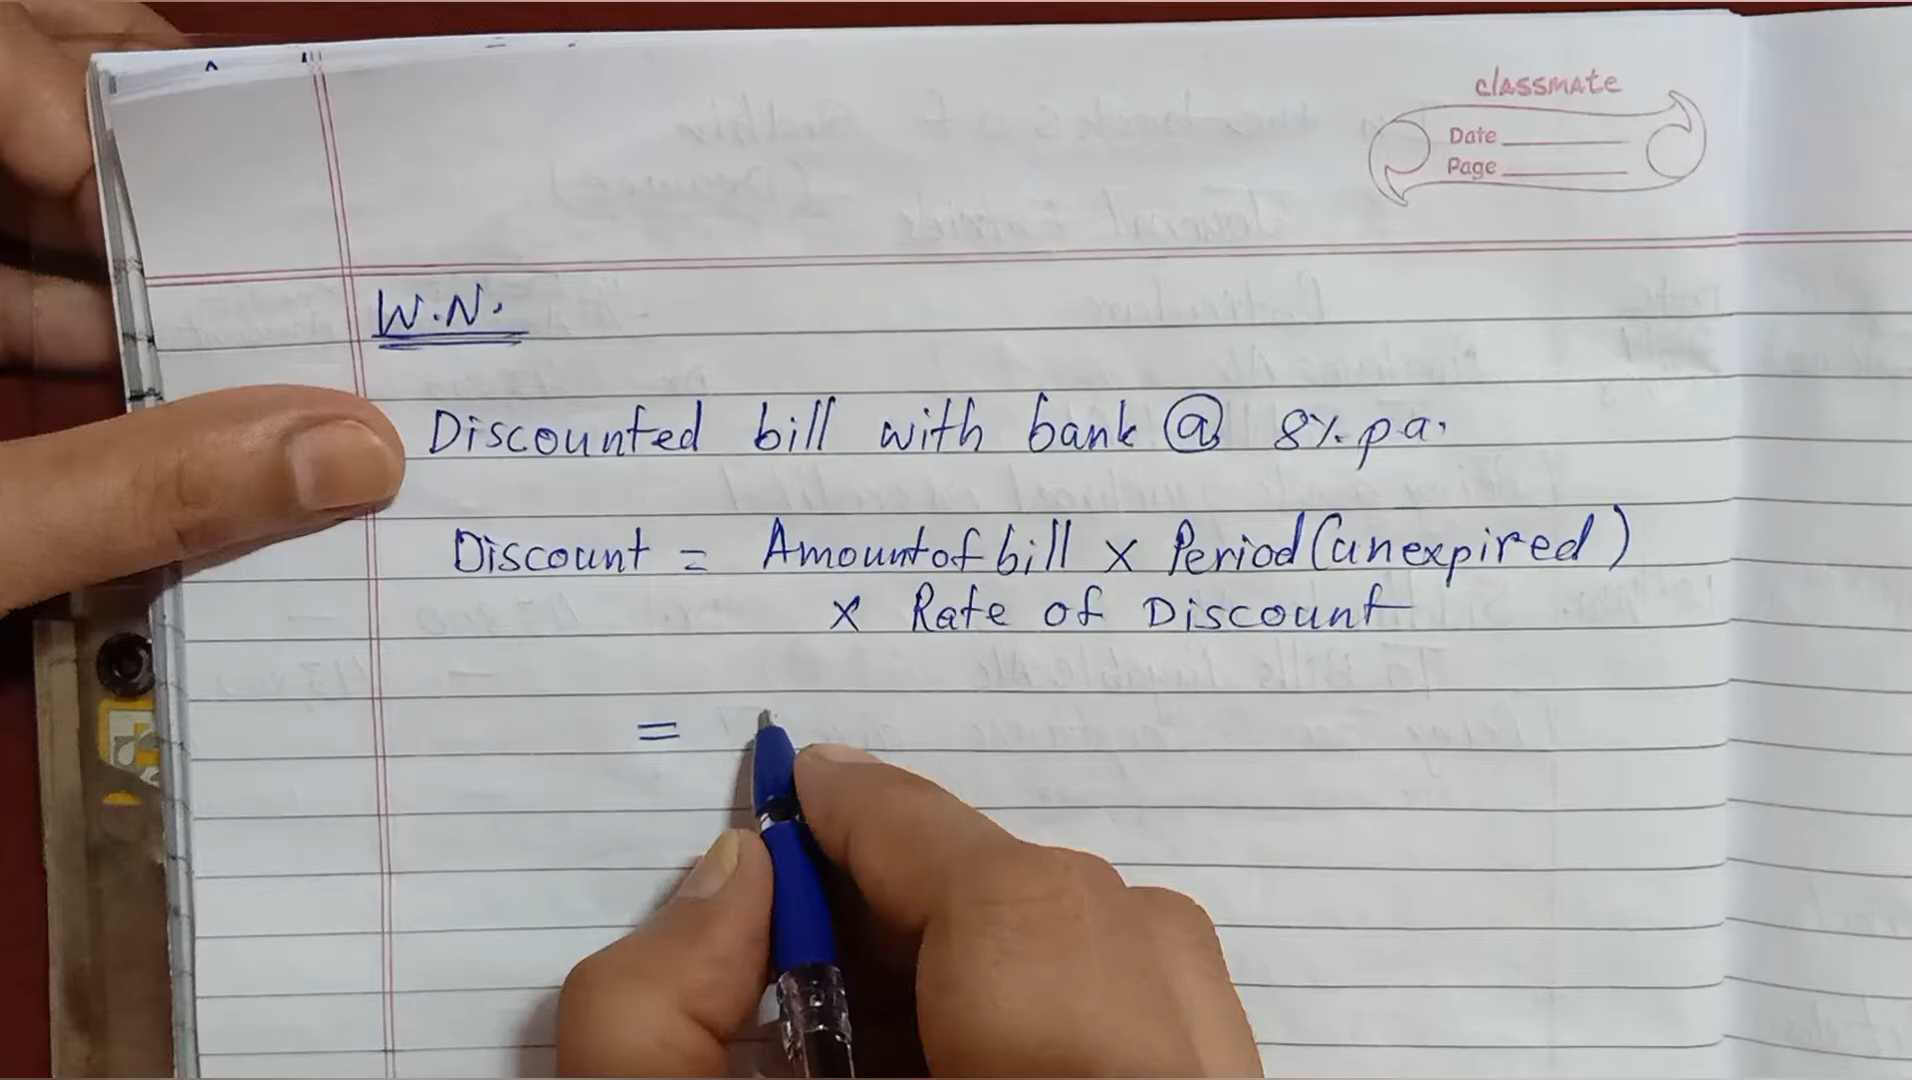 classmate
Date
Page
W.N.
Discounted bill with bank @ 8% p.a.
Discount = Amount of bill x Period (unexpired)
x Rate of Discount
=